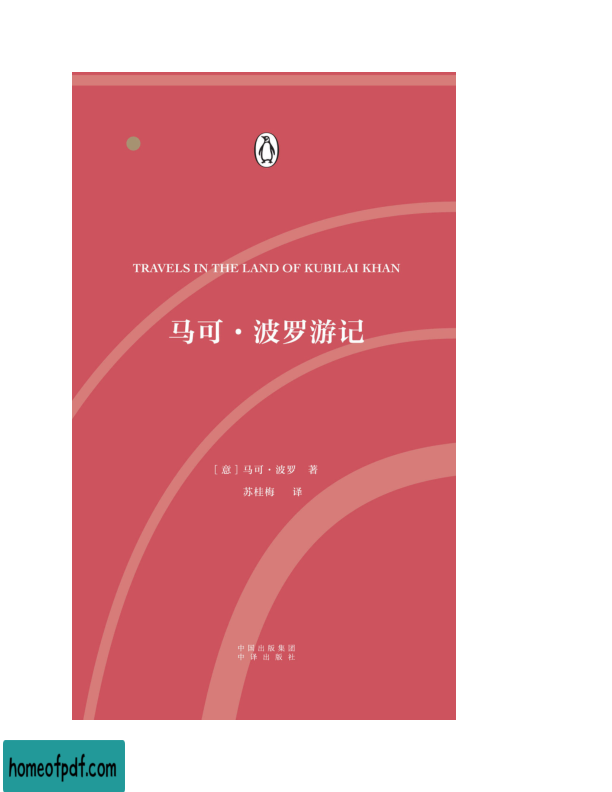 TRAVELS IN THE LAND OF KUBILAI KHAN
马可·波罗游记
［意］马可·波罗 著
苏桂梅 译
中国出版集团
中译出版社
homeofpdf.com